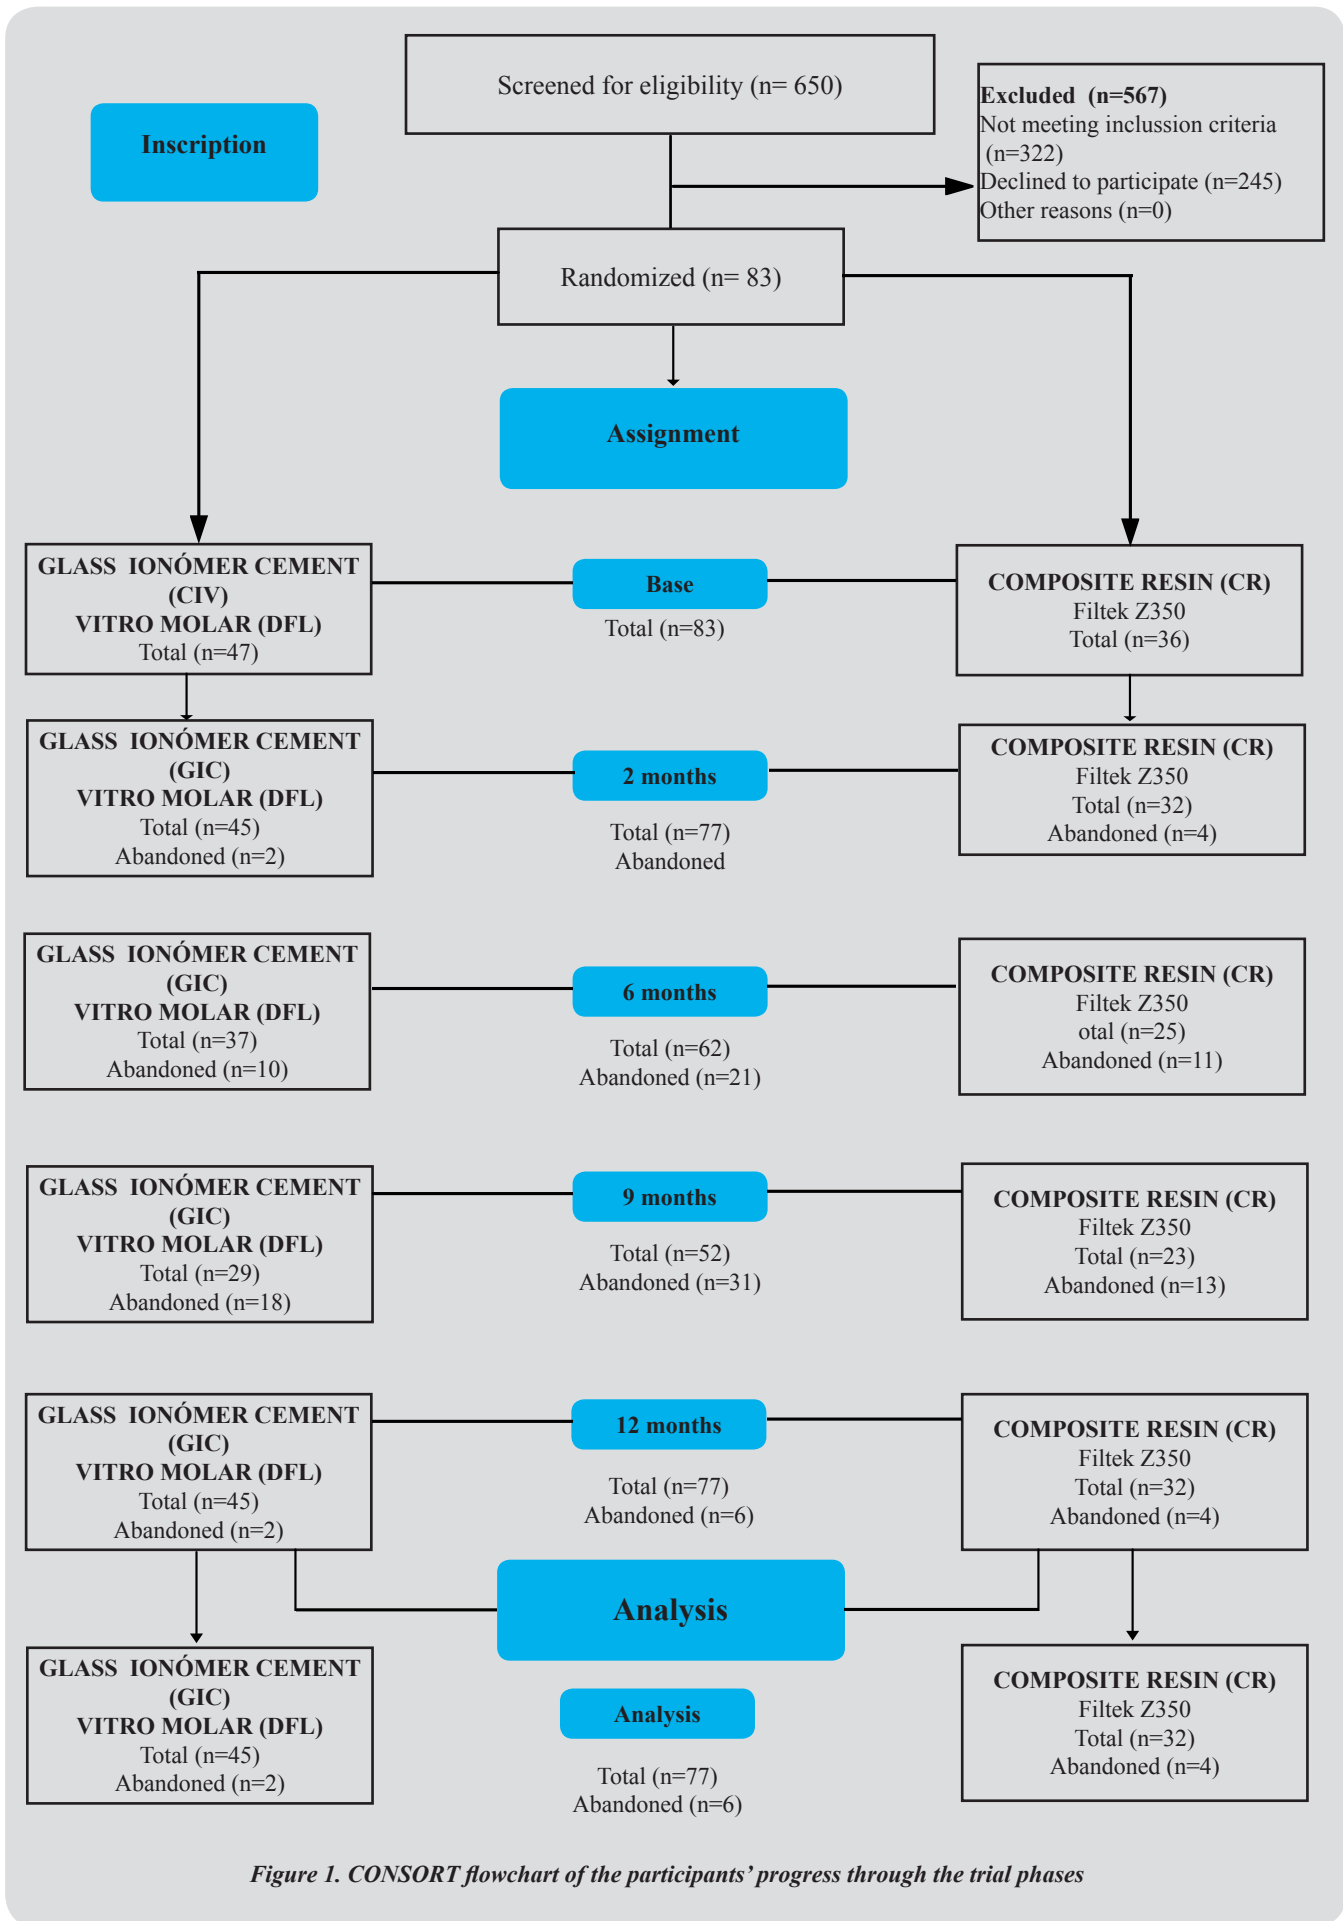 Screened for eligibility (n= 650)
Excluded (n=567)
Not meeting inclussion criteria
(n=322)
Declined to participate (n=245)
Other reasons (n=0)
Inscription
Randomized (n= 83)
Assignment
GLASS IONÓMER CEMENT
(CIV)
VITRO MOLAR (DFL)
Total (n=47)
Base
Total (n=83)
COMPOSITE RESIN (CR)
Filtek Z350
Total (n=36)
GLASS IONÓMER CEMENT
(GIC)
VITRO MOLAR (DFL)
Total (n=45)
Abandoned (n=2)
2 months
Total (n=77)
Abandoned
COMPOSITE RESIN (CR)
Filtek Z350
Total (n=32)
Abandoned (n=4)
GLASS IONÓMER CEMENT
(GIC)
VITRO MOLAR (DFL)
Total (n=37)
Abandoned (n=10)
6 months
Total (n=62)
Abandoned (n=21)
COMPOSITE RESIN (CR)
Filtek Z350
otal (n=25)
Abandoned (n=11)
GLASS IONÓMER CEMENT
(GIC)
VITRO MOLAR (DFL)
Total (n=29)
Abandoned (n=18)
9 months
Total (n=52)
Abandoned (n=31)
COMPOSITE RESIN (CR)
Filtek Z350
Total (n=23)
Abandoned (n=13)
GLASS IONÓMER CEMENT
(GIC)
VITRO MOLAR (DFL)
Total (n=45)
Abandoned (n=2)
12 months
Total (n=77)
Abandoned (n=6)
COMPOSITE RESIN (CR)
Filtek Z350
Total (n=32)
Abandoned (n=4)
Analysis
GLASS IONÓMER CEMENT
(GIC)
VITRO MOLAR (DFL)
Total (n=45)
Abandoned (n=2)
Analysis
Total (n=77)
Abandoned (n=6)
COMPOSITE RESIN (CR)
Filtek Z350
Total (n=32)
Abandoned (n=4)
Figure 1. CONSORT flowchart of the participants’ progress through the trial phases